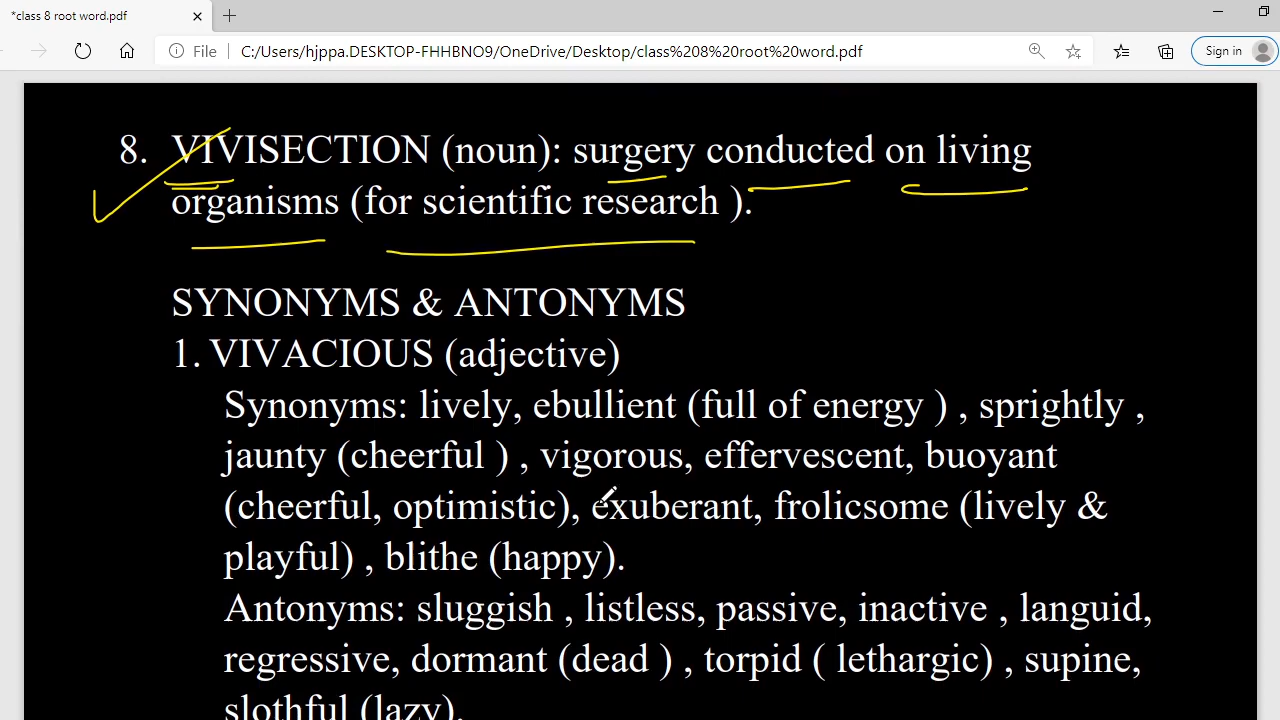 *class 8 root word.pdf
File C:/Users/hjppa.DESKTOP-FHHBNO9/OneDrive/Desktop/class%208%20root%20word.pdf Sign in
8. VIVISECTION (noun): surgery conducted on living
organisms (for scientific research ).
SYNONYMS & ANTONYMS
1. VIVACIOUS (adjective)
Synonyms: lively, ebullient (full of energy ) , sprightly ,
jaunty (cheerful ) , vigorous, effervescent, buoyant
(cheerful, optimistic), exuberant, frolicsome (lively &
playful) , blithe (happy).
Antonyms: sluggish , listless, passive, inactive , languid,
regressive, dormant (dead ) , torpid ( lethargic) , supine,
slothful (lazy).